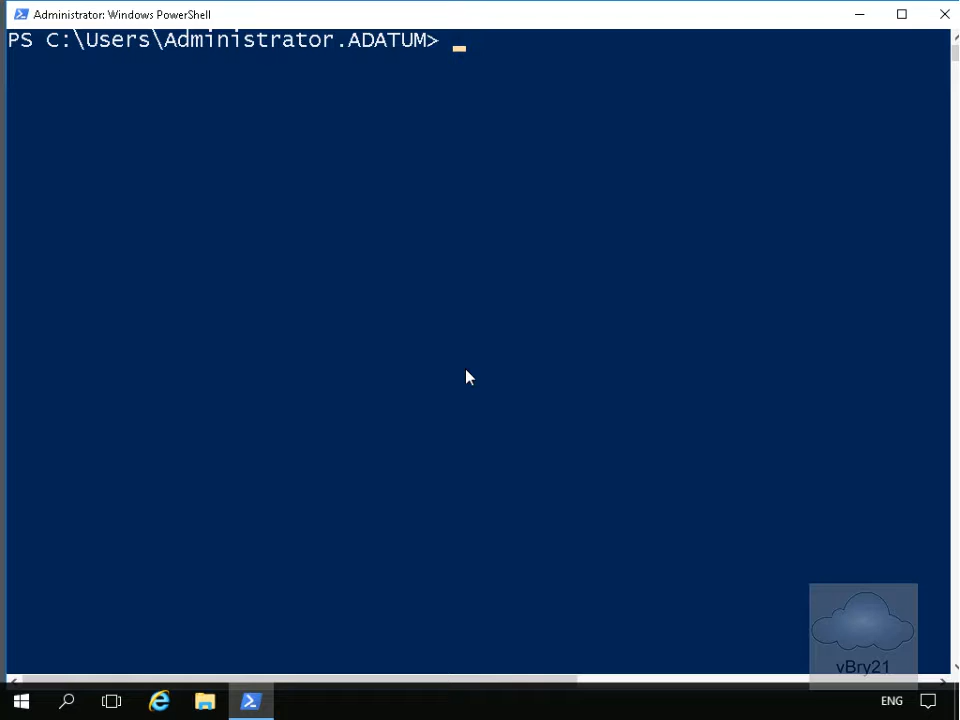 Administrator: Windows PowerShell
PS C:\Users\Administrator.ADATUM>
vBry21
ENG